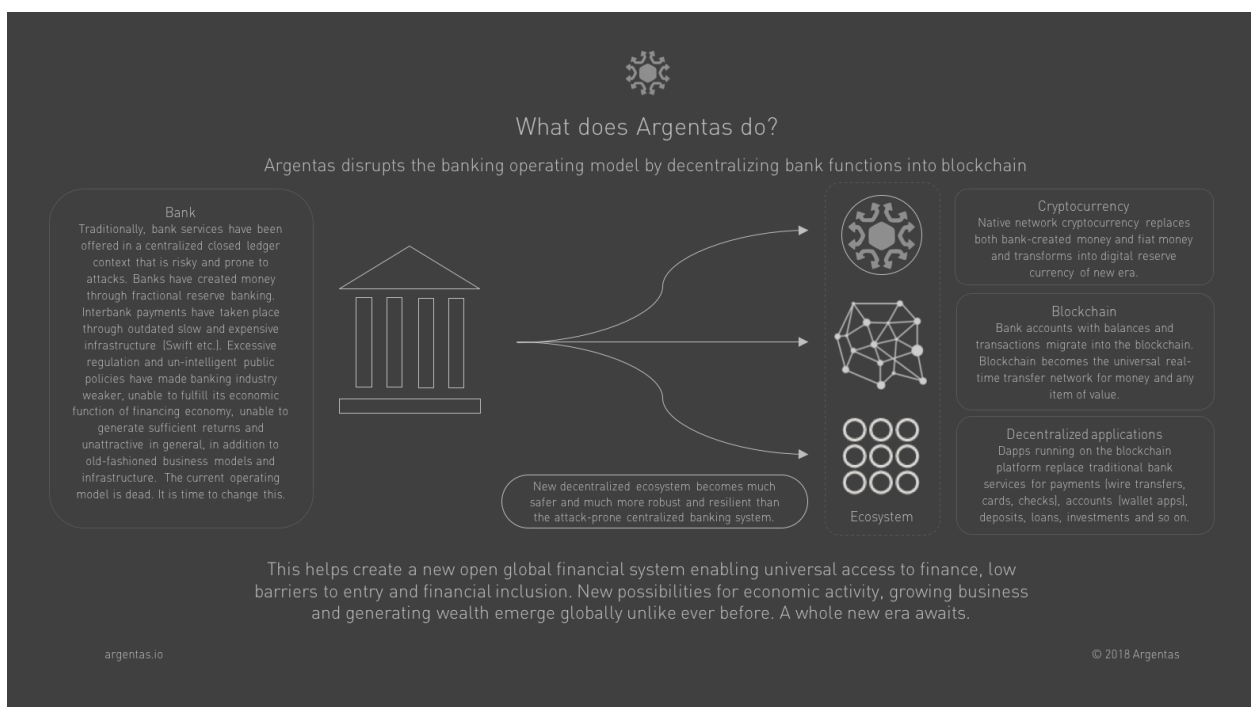 What does Argentas do?
Argentas disrupts the banking operating model by decentralizing bank functions into blockchain
Bank
Traditionally, bank services have been
offered in a centralized closed ledger
context that is risky and prone to
attacks. Banks have created money
through fractional reserve banking.
Interbank payments have taken place
through outdated slow and expensive
infrastructure (Swift etc.). Excessive
regulation and un-intelligent public
policies have made banking industry
weaker, unable to fulfill its economic
function of financing economy, unable to
generate sufficient returns and
unattractive in general, in addition to
old-fashioned business models and
infrastructure. The current operating
model is dead. It is time to change this.
New decentralized ecosystem becomes much
safer and much more robust and resilient than
the attack-prone centralized banking system.
Ecosystem
Cryptocurrency
Native network cryptocurrency replaces
both bank-created money and fiat money
and transforms into digital reserve
currency of new era.
Blockchain
Bank accounts with balances and
transactions migrate into the blockchain.
Blockchain becomes the universal real-
time transfer network for money and any
item of value.
Decentralized applications
Dapps running on the blockchain
platform replace traditional bank
services for payments (wire transfers,
cards, checks), accounts (wallet apps),
deposits, loans, investments and so on.
This helps create a new open global financial system enabling universal access to finance, low
barriers to entry and financial inclusion. New possibilities for economic activity, growing business
and generating wealth emerge globally unlike ever before. A whole new era awaits.
argentas.io
© 2018 Argentas